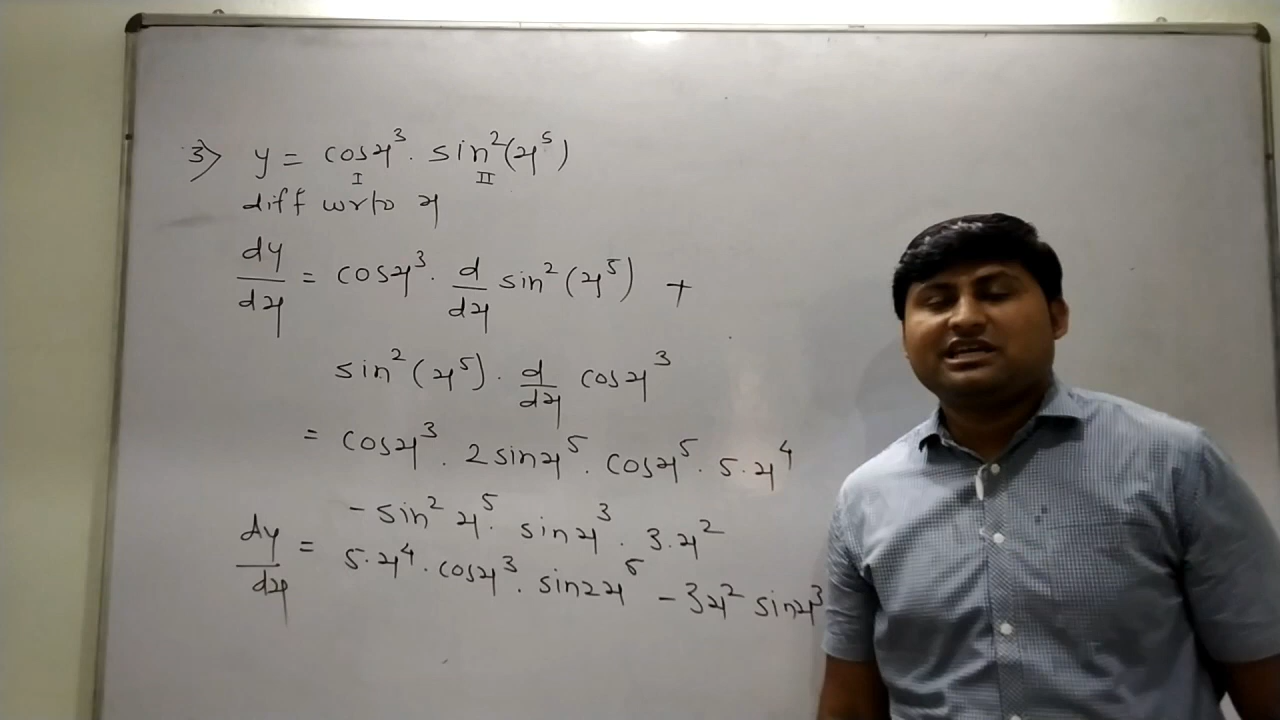 3) y = cosx³. sin²(x⁵)
I II
diff wrto x
dy/dx = cosx³. d/dx sin²(x⁵) +
sin²(x⁵). d/dx cosx³
= cosx³. 2sinx⁵. cosx⁵. 5.x⁴
- sin²x⁵. sinx³. 3.x²
dy/dx = 5.x⁴. cosx³. sin2x⁵ - 3x² sinx³